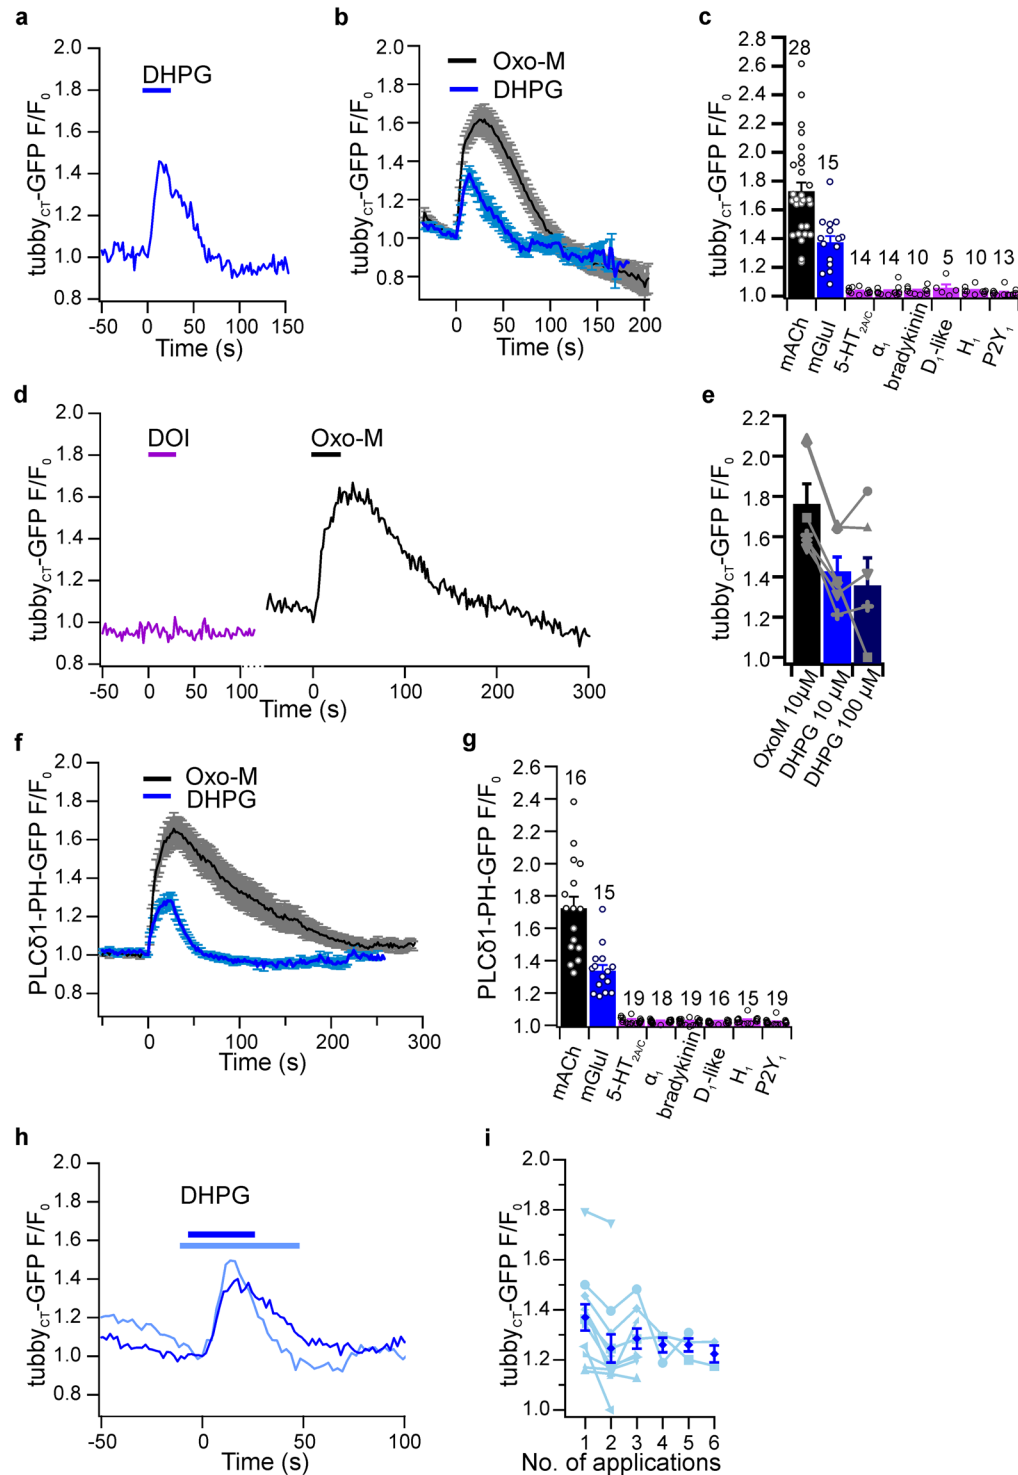 a
tubbyCT-GFP F/F0
2.0
1.8
1.6
1.4
1.2
1.0
0.8
DHPG
-50 0 50 100 150
Time (s)
b
tubbyCT-GFP F/F0
2.0
1.8
1.6
1.4
1.2
1.0
0.8
Oxo-M
DHPG
0 50 100 150 200
Time (s)
c
tubbyCT-GFP F/F0
2.8
2.6
2.4
2.2
2.0
1.8
1.6
1.4
1.2
1.0
28
15
14 14 10 5 10 13
mACh
mGluI
5-HT2A/C
α1
bradykinin
D1-like
H1
P2Y1
d
tubbyCT-GFP F/F0
2.0
1.8
1.6
1.4
1.2
1.0
0.8
DOI
Oxo-M
-50 0 50 100 0 100 200 300
Time (s)
e
tubbyCT-GFP F/F0
2.2
2.0
1.8
1.6
1.4
1.2
1.0
OxoM 10µM
DHPG 10 µM
DHPG 100 µM
f
PLCδ1-PH-GFP F/F0
2.0
1.8
1.6
1.4
1.2
1.0
0.8
Oxo-M
DHPG
0 100 200 300
Time (s)
g
PLCδ1-PH-GFP F/F0
2.6
2.4
2.2
2.0
1.8
1.6
1.4
1.2
1.0
16
15
19 18 19 16 15 19
mACh
mGluI
5-HT2A/C
α1
bradykinin
D1-like
H1
P2Y1
h
tubbyCT-GFP F/F0
2.0
1.8
1.6
1.4
1.2
1.0
0.8
DHPG
-50 0 50 100
Time (s)
i
tubbyCT-GFP F/F0
2.0
1.8
1.6
1.4
1.2
1.0
1 2 3 4 5 6
No. of applications